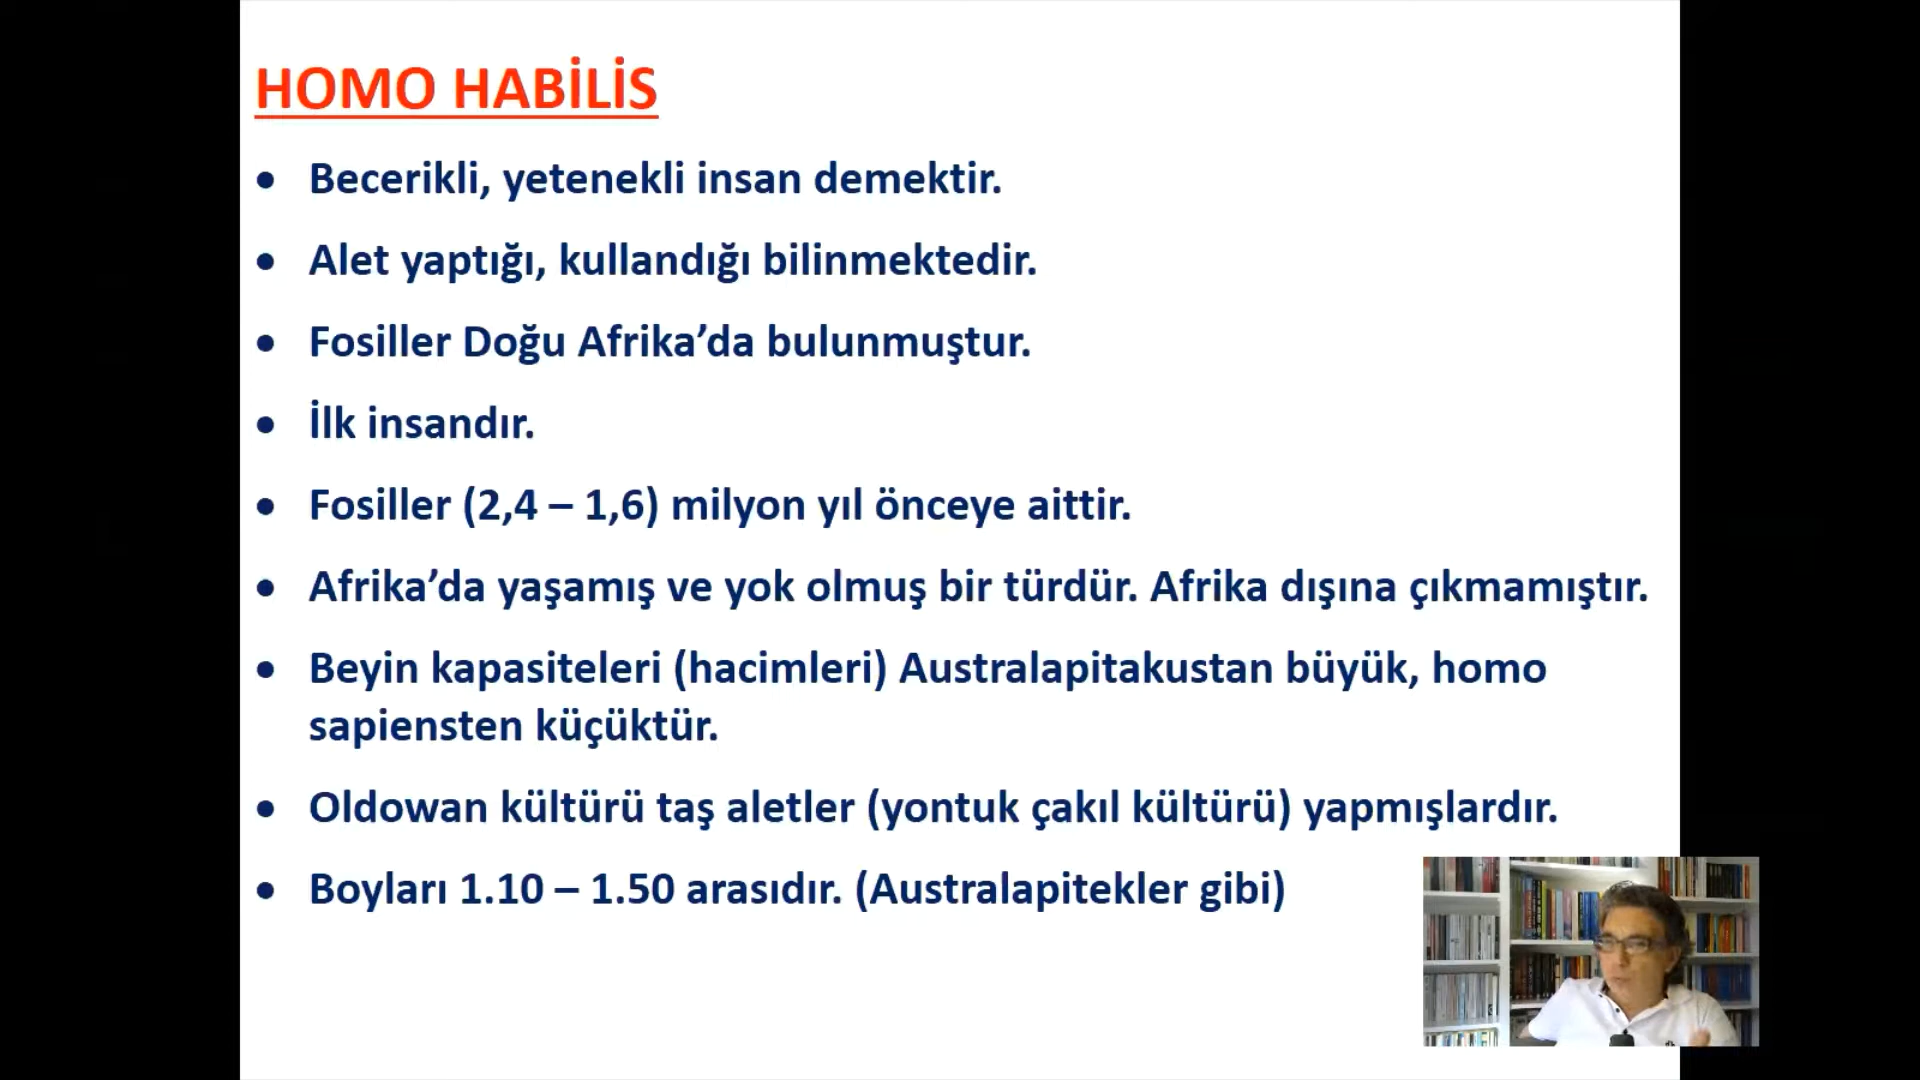 HOMO HABİLİS
• Becerikli, yetenekli insan demektir.
• Alet yaptığı, kullandığı bilinmektedir.
• Fosiller Doğu Afrika’da bulunmuştur.
• İlk insandır.
• Fosiller (2,4 – 1,6) milyon yıl önceye aittir.
• Afrika’da yaşamış ve yok olmuş bir türdür. Afrika dışına çıkmamıştır.
• Beyin kapasiteleri (hacimleri) Australapitakustan büyük, homo
sapiensten küçüktür.
• Oldowan kültürü taş aletler (yontuk çakıl kültürü) yapmışlardır.
• Boyları 1.10 – 1.50 arasıdır. (Australapitekler gibi)